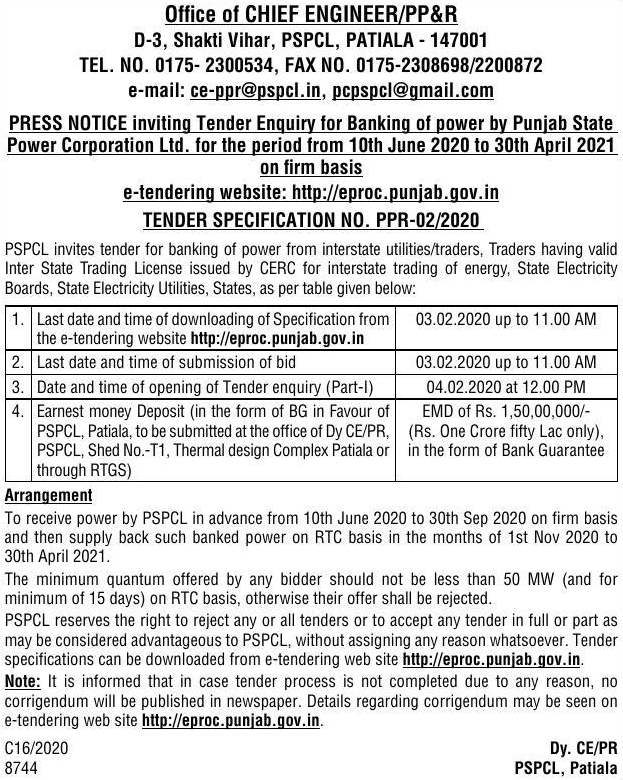 Office of CHIEF ENGINEER/PP&R
D-3, Shakti Vihar, PSPCL, PATIALA - 147001
TEL. NO. 0175- 2300534, FAX NO. 0175-2308698/2200872
e-mail: ce-ppr@pspcl.in, pcpspcl@gmail.com
PRESS NOTICE inviting Tender Enquiry for Banking of power by Punjab State
Power Corporation Ltd. for the period from 10th June 2020 to 30th April 2021
on firm basis
e-tendering website: http://eproc.punjab.gov.in
TENDER SPECIFICATION NO. PPR-02/2020
PSPCL invites tender for banking of power from interstate utilities/traders, Traders having valid
Inter State Trading License issued by CERC for interstate trading of energy, State Electricity
Boards, State Electricity Utilities, States, as per table given below:
1. Last date and time of downloading of Specification from 03.02.2020 up to 11.00 AM
the e-tendering website http://eproc.punjab.gov.in
2. Last date and time of submission of bid 03.02.2020 up to 11.00 AM
3. Date and time of opening of Tender enquiry (Part-I) 04.02.2020 at 12.00 PM
4. Earnest money Deposit (in the form of BG in Favour of EMD of Rs. 1,50,00,000/-
PSPCL, Patiala, to be submitted at the office of Dy CE/PR, (Rs. One Crore fifty Lac only),
PSPCL, Shed No.-T1, Thermal design Complex Patiala or in the form of Bank Guarantee
through RTGS)
Arrangement
To receive power by PSPCL in advance from 10th June 2020 to 30th Sep 2020 on firm basis
and then supply back such banked power on RTC basis in the months of 1st Nov 2020 to
30th April 2021.
The minimum quantum offered by any bidder should not be less than 50 MW (and for
minimum of 15 days) on RTC basis, otherwise their offer shall be rejected.
PSPCL reserves the right to reject any or all tenders or to accept any tender in full or part as
may be considered advantageous to PSPCL, without assigning any reason whatsoever. Tender
specifications can be downloaded from e-tendering web site http://eproc.punjab.gov.in.
Note: It is informed that in case tender process is not completed due to any reason, no
corrigendum will be published in newspaper. Details regarding corrigendum may be seen on
e-tendering web site http://eproc.punjab.gov.in.
C16/2020 Dy. CE/PR
8744 PSPCL, Patiala